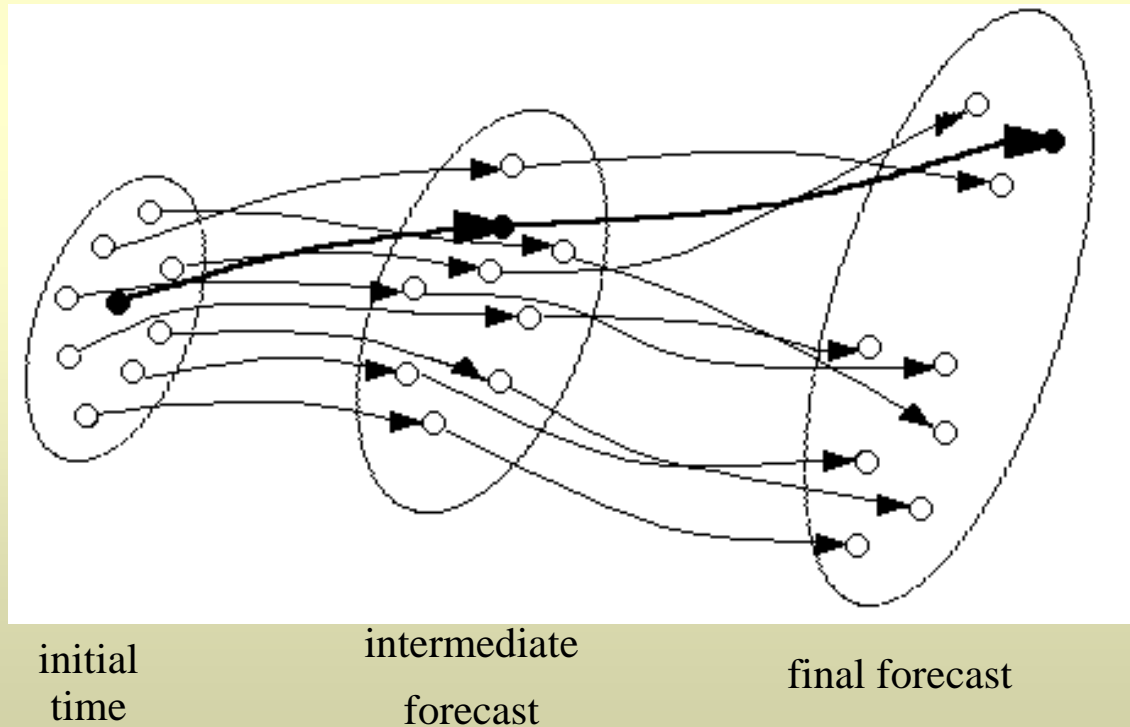 initial
time
intermediate
forecast
final forecast